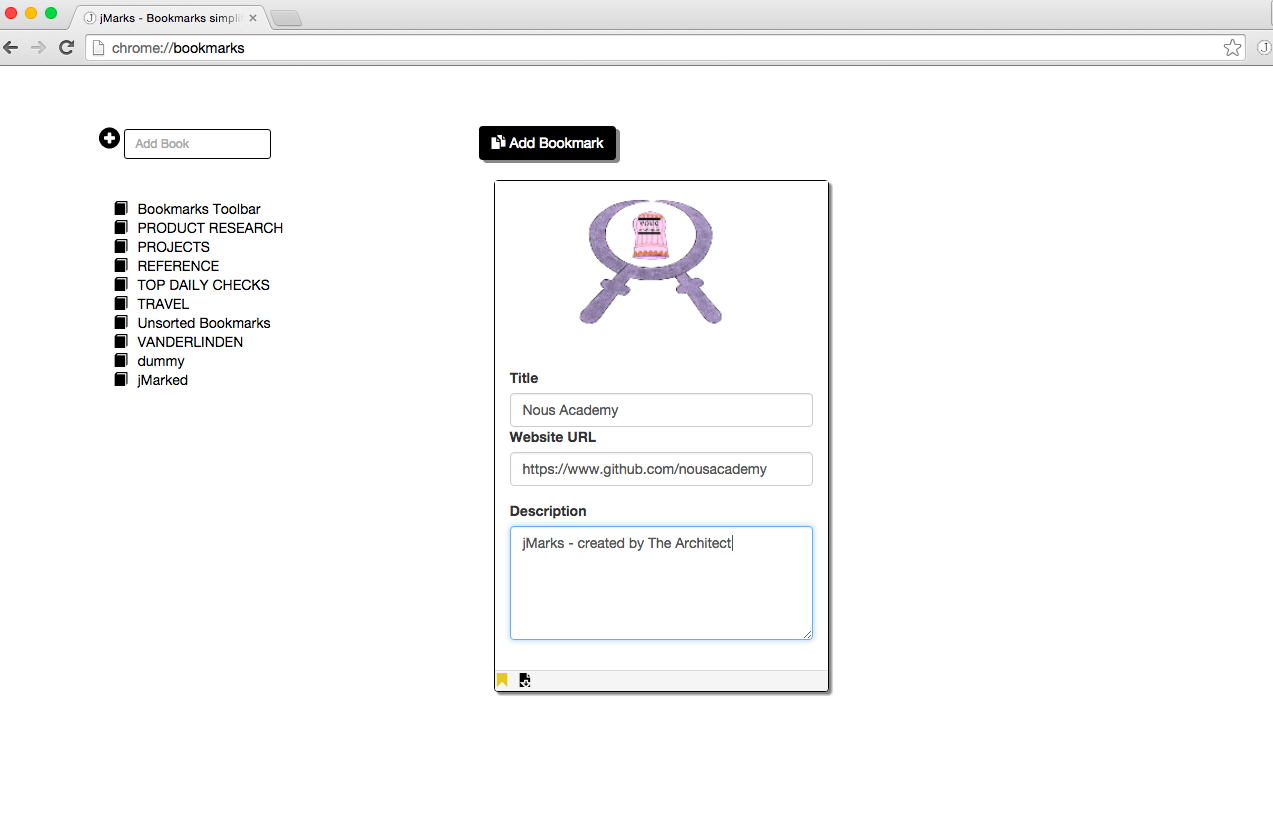 jMarks - Bookmarks simpli
chrome://bookmarks
Add Book
Add Bookmark
Bookmarks Toolbar
PRODUCT RESEARCH
PROJECTS
REFERENCE
TOP DAILY CHECKS
TRAVEL
Unsorted Bookmarks
VANDERLINDEN
dummy
jMarked
Title
Nous Academy
Website URL
https://www.github.com/nousacademy
Description
jMarks - created by The Architect